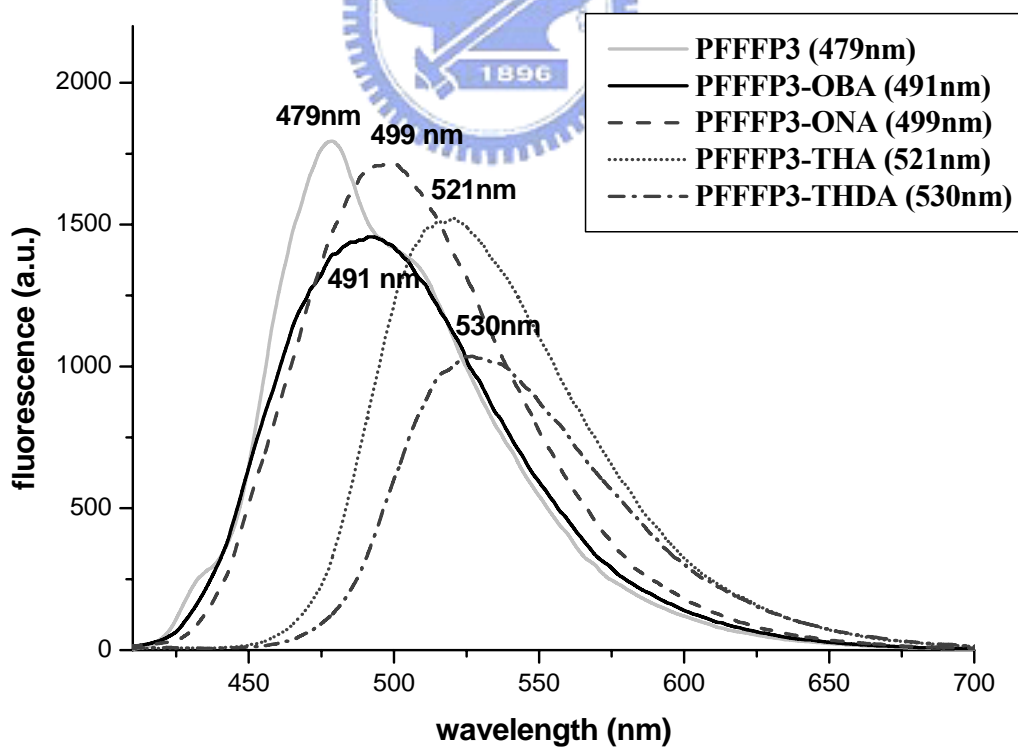 1896
PFFFP3 (479nm)
PFFFP3-OBA (491nm)
PFFFP3-ONA (499nm)
PFFFP3-THA (521nm)
PFFFP3-THDA (530nm)
479nm
499 nm
521nm
491 nm
530nm
fluorescence (a.u.)
2000
1500
1000
500
0
450
500
550
600
650
700
wavelength (nm)